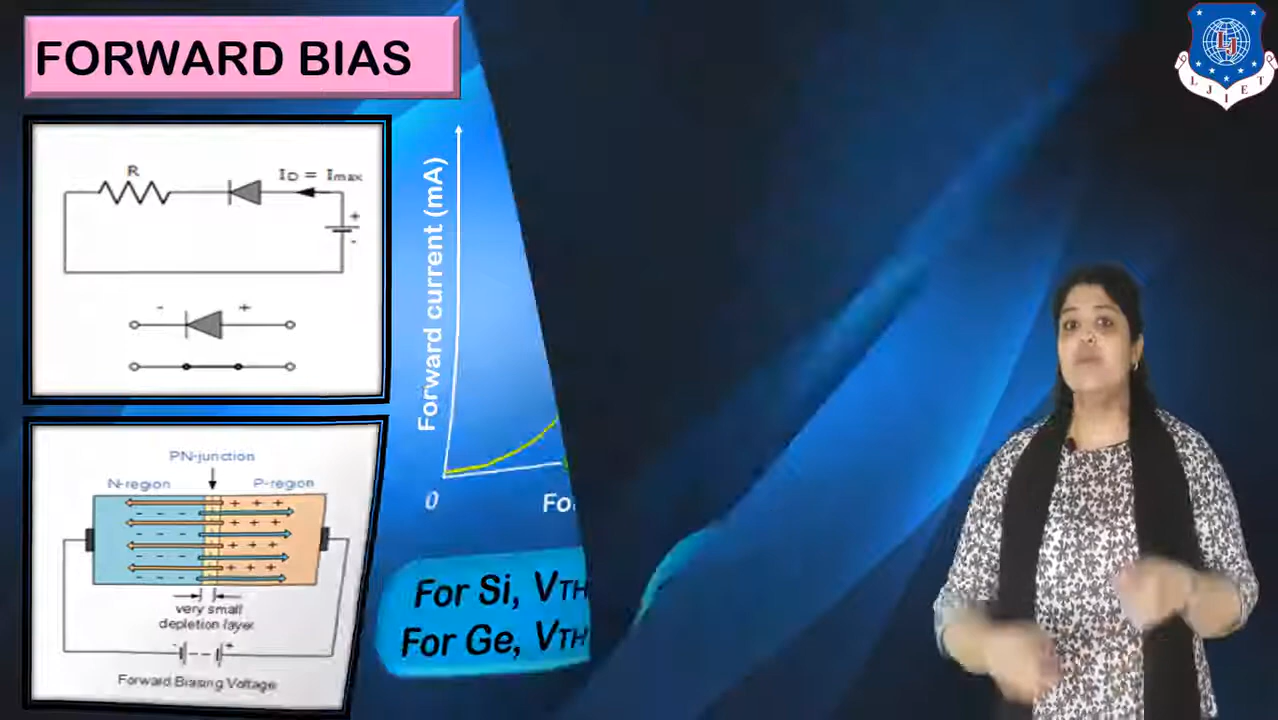 FORWARD BIAS
L J I E T
R
ID = Imax
+
-
- +
PN-junction
N-region P-region
very small
depletion layer
- +
Forward Biasing Voltage
Forward current (mA)
0
For Si, VTH
For Ge, VTH